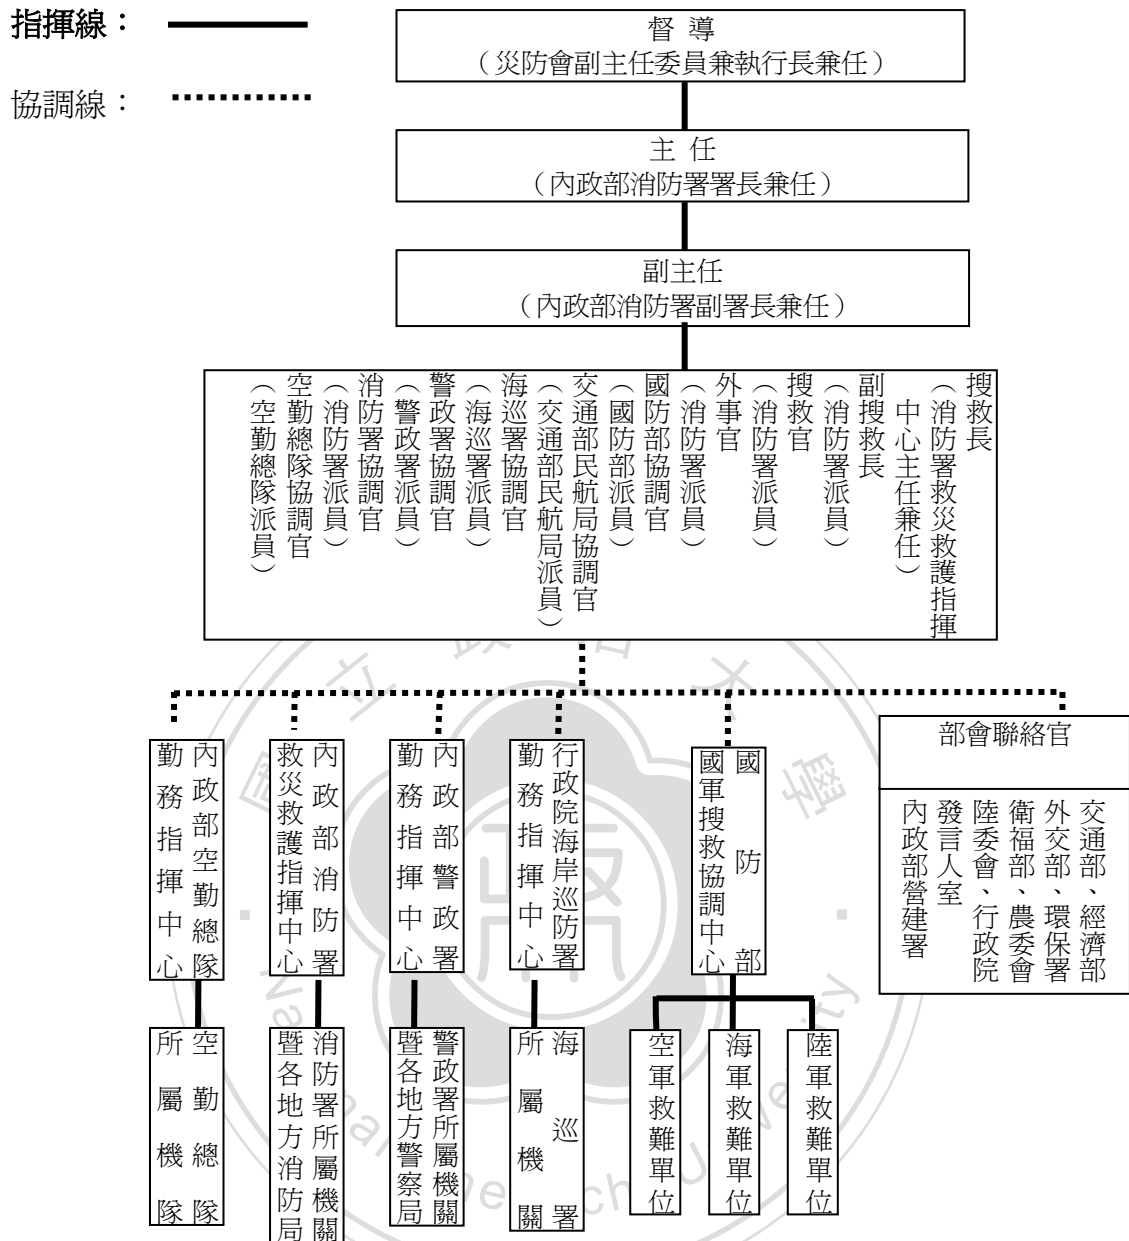 指揮線：
協調線：
督 導
（災防會副主任委員兼執行長兼任）
主 任
（內政部消防署署長兼任）
副主任
（內政部消防署副署長兼任）
搜救長
（消防署救災救護指揮
中心主任兼任）
副搜救長
（消防署派員）
搜救官
（消防署派員）
外事官
（消防署派員）
國防部協調官
（國防部派員）
交通部民航局協調官
（交通部民航局派員）
海巡署協調官
（海巡署派員）
警政署協調官
（警政署派員）
消防署協調官
（消防署派員）
空勤總隊協調官
（空勤總隊派員）
內政部空勤總隊
勤務指揮中心
內政部消防署
救災救護指揮中心
內政部警政署
勤務指揮中心
行政院海岸巡防署
勤務指揮中心
國防部
國軍搜救協調中心
部會聯絡官
交通部、經濟部
外交部、環保署
衛福部、農委會
陸委會、行政院
發言人室
內政部營建署
空勤總隊
所屬機隊
消防署所屬機關
暨各地方消防局
警政署所屬機關
暨各地方警察局
海巡署
所屬機關
空軍救難單位
海軍救難單位
陸軍救難單位